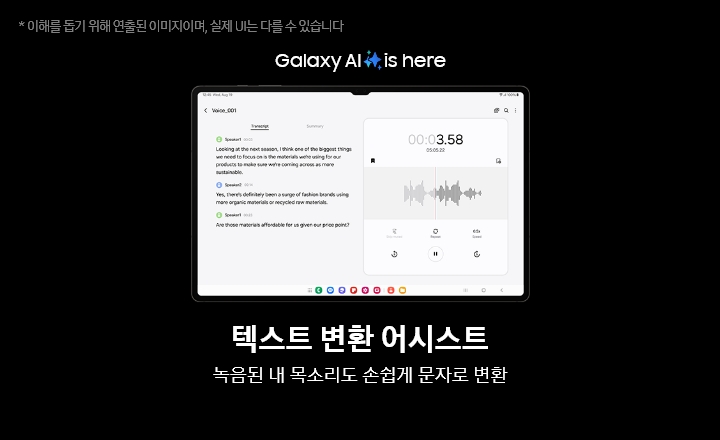 * 이해를 돕기 위해 연출된 이미지이며, 실제 UI는 다를 수 있습니다
Galaxy AI is here
Voice_001
Transcript
Summary
Speaker1 00:00
Looking at the next season, I think one of the biggest things
we need to focus on is the materials we're using for our
products to make sure we're coming across as more
sustainable.
Speaker2
Yes, there's definitely been a surge of fashion brands using
more organic materials or recycled raw materials.
Speaker1
Are those materials affordable for us given our price point?
00:03.58
Repeat
Speed
텍스트 변환 어시스트
녹음된 내 목소리도 손쉽게 문자로 변환